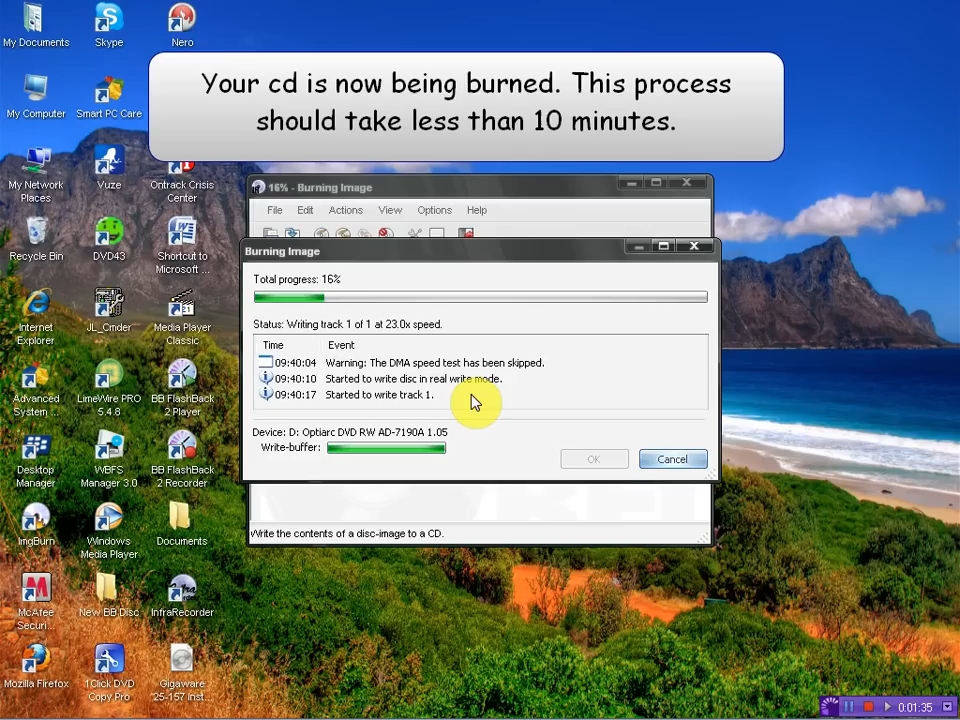 My Documents
Skype
Nero
Your cd is now being burned. This process
should take less than 10 minutes.
My Computer
Smart PC Care
My Network
Places
Vuze
Ontrack Crisis
Center
Recycle Bin
DVD43
Shortcut to
Microsoft ...
Internet
Explorer
JL_Cmder
Media Player
Classic
Advanced
System ...
LimeWire PRO
5.4.8
BB FlashBack
2 Player
Desktop
Manager
WBFS
Manager 3.0
BB FlashBack
2 Recorder
ImgBurn
Windows
Media Player
Documents
McAfee
Securi...
New BB Disc
InfraRecorder
Mozilla Firefox
1Click DVD
Copy Pro
Gigaware
25-157 Inst...
16% - Burning Image
File Edit Actions View Options Help
Burning Image
Total progress: 16%
Status: Writing track 1 of 1 at 23.0x speed.
Time Event
09:40:04 Warning: The DMA speed test has been skipped.
09:40:10 Started to write disc in real write mode.
09:40:17 Started to write track 1.
Device: D: Optiarc DVD RW AD-7190A 1.05
Write-buffer:
OK
Cancel
Write the contents of a disc-image to a CD.
0:01:35